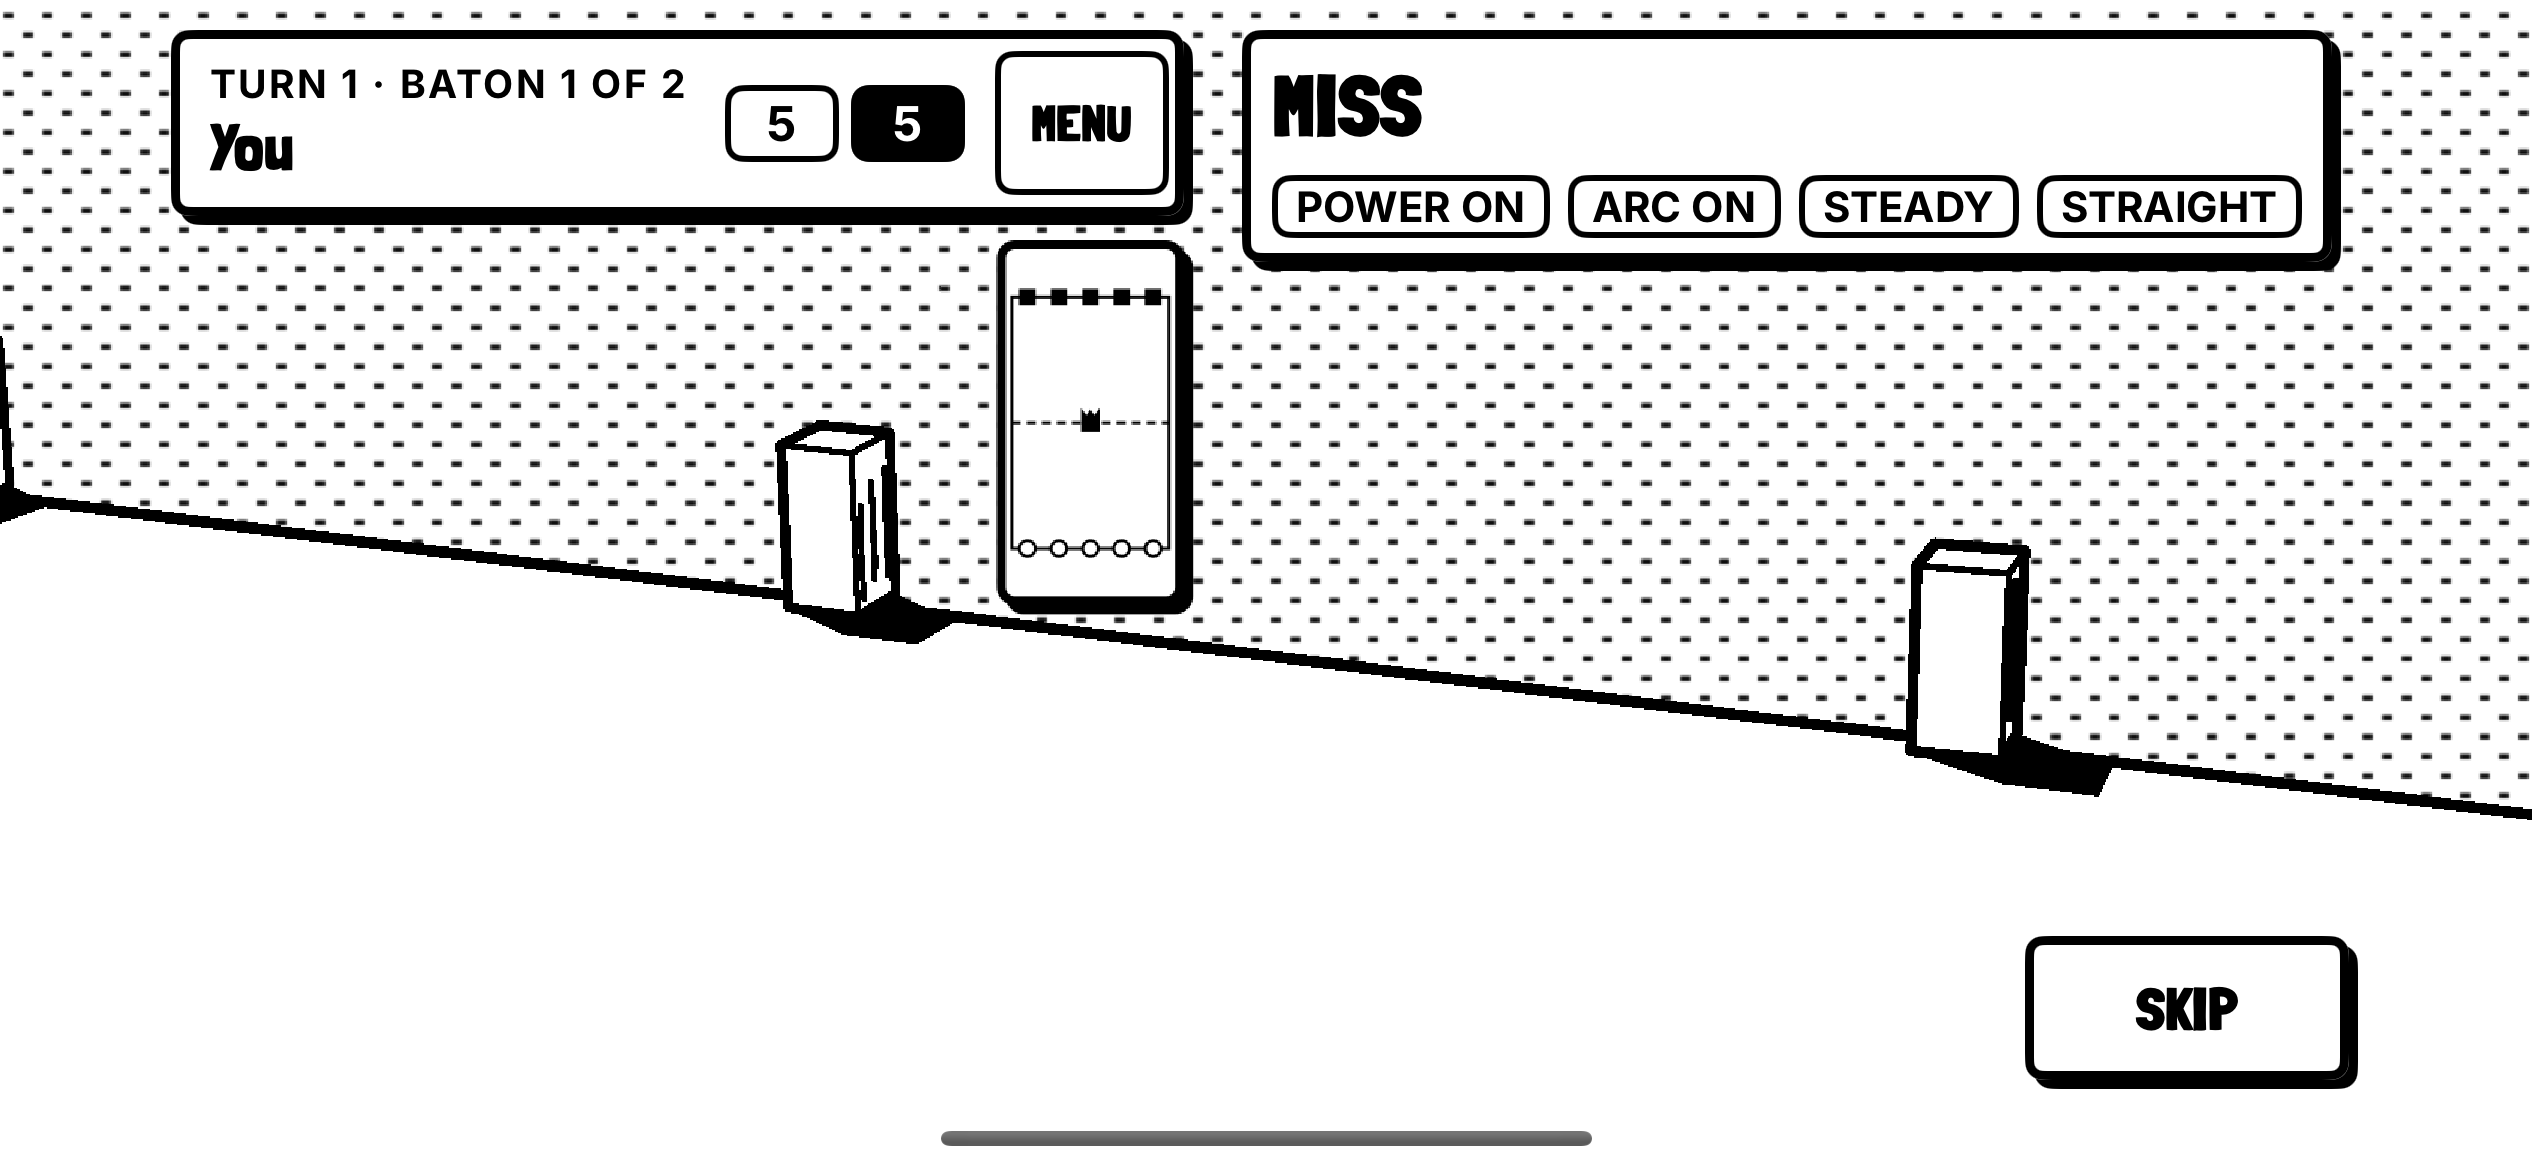 TURN 1 · BATON 1 OF 2
You
5 5
MENU
MISS
POWER ON ARC ON STEADY STRAIGHT
SKIP